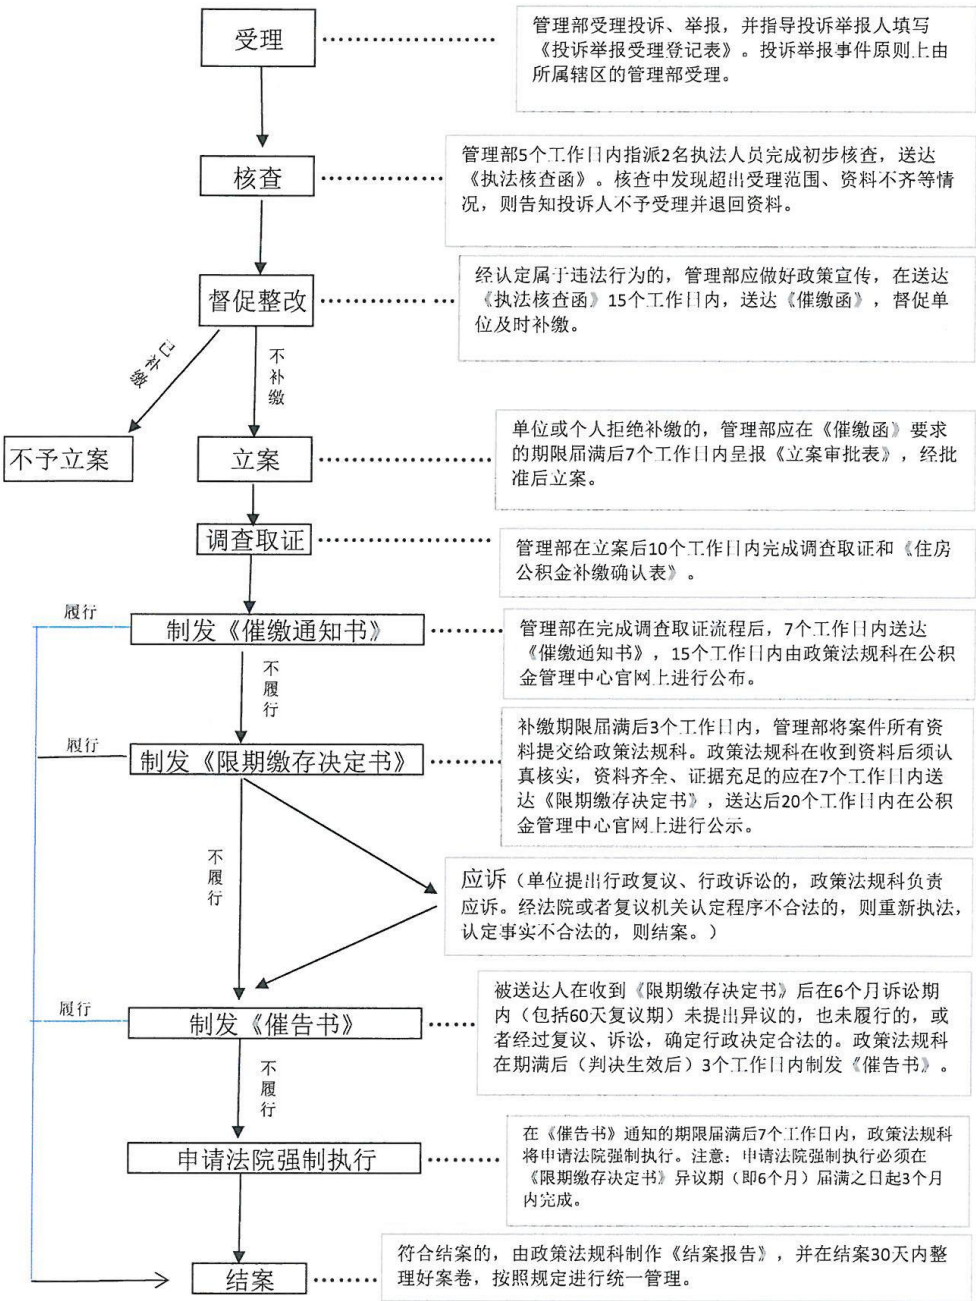 受理
管理部受理投诉、举报，并指导投诉举报人填写
《投诉举报受理登记表》。投诉举报事件原则上由
所属辖区的管理部受理。
核查
管理部5个工作日内指派2名执法人员完成初步核查，送达
《执法核查函》。核查中发现超出受理范围、资料不齐等情
况，则告知投诉人不予受理并退回资料。
督促整改
经认定属于违法行为的，管理部应做好政策宣传，在送达
《执法核查函》15个工作日内，送达《催缴函》，督促单
位及时补缴。
已补缴
不补缴
不予立案
立案
单位或个人拒绝补缴的，管理部应在《催缴函》要求
的期限届满后7个工作日内呈报《立案审批表》，经批
准后立案。
调查取证
管理部在立案后10个工作日内完成调查取证和《住房
公积金补缴确认表》。
履行
制发《催缴通知书》
管理部在完成调查取证流程后，7个工作日内送达
《催缴通知书》，15个工作日内由政策法规科在公积
金管理中心官网上进行公布。
不履行
履行
制发《限期缴存决定书》
补缴期限届满后3个工作日内，管理部将案件所有资
料提交给政策法规科。政策法规科在收到资料后须认
真核实，资料齐全、证据充足的应在7个工作日内送
达《限期缴存决定书》，送达后20个工作日内在公积
金管理中心官网上进行公示。
不履行
应诉（单位提出行政复议、行政诉讼的，政策法规科负责
应诉。经法院或者复议机关认定程序不合法的，则重新执法，
认定事实不合法的，则结案。）
履行
制发《催告书》
被送达人在收到《限期缴存决定书》后在6个月诉讼期
内（包括60天复议期）未提出异议的，也未履行的，或
者经过复议、诉讼，确定行政决定合法的。政策法规科
在期满后（判决生效后）3个工作日内制发《催告书》。
不履行
申请法院强制执行
在《催告书》通知的期限届满后7个工作日内，政策法规科
将申请法院强制执行。注意：申请法院强制执行必须在
《限期缴存决定书》异议期（即6个月）届满之日起3个月
内完成。
结案
符合结案的，由政策法规科制作《结案报告》，并在结案30天内整
理好案卷，按照规定进行统一管理。